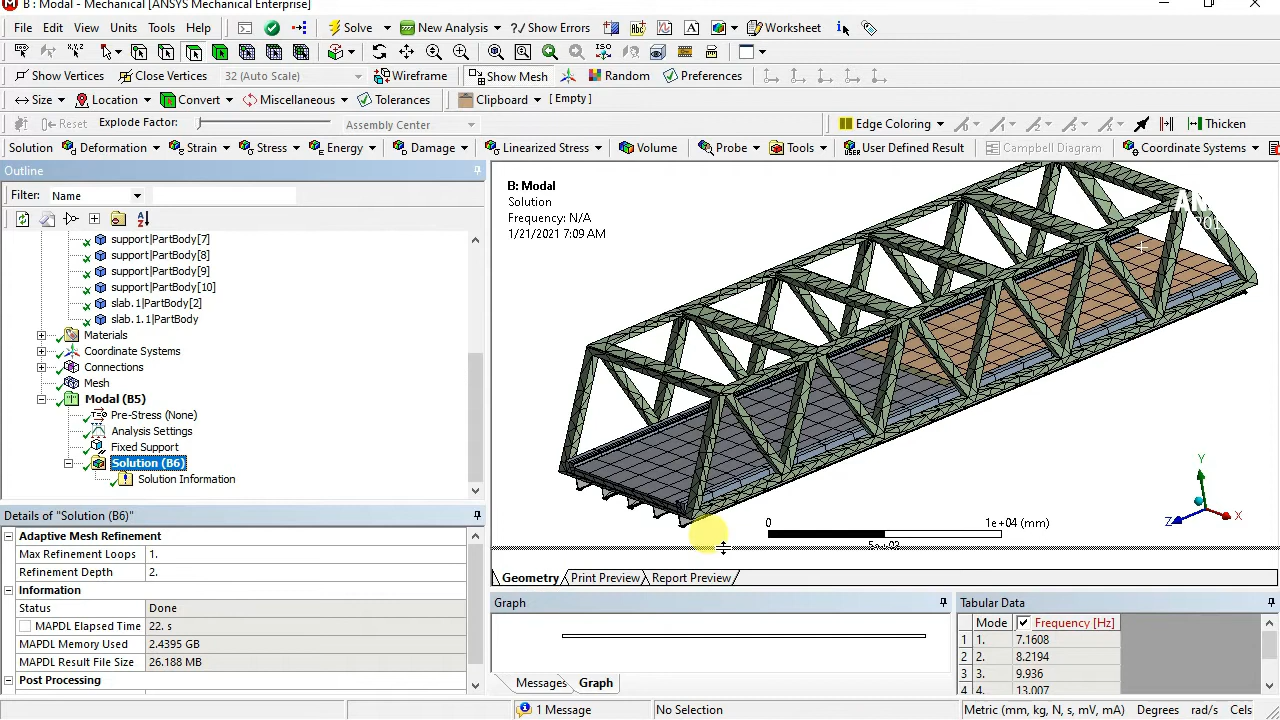 B : Modal - Mechanical [ANSYS Mechanical Enterprise]
File Edit View Units Tools Help Solve New Analysis Show Errors Worksheet
Show Vertices Close Vertices 32 (Auto Scale) Wireframe Show Mesh Random Preferences
Size Location Convert Miscellaneous Tolerances Clipboard [ Empty ]
Reset Explode Factor: Assembly Center Edge Coloring Thicken
Solution Deformation Strain Stress Energy Damage Linearized Stress Volume Probe Tools User Defined Result Campbell Diagram Coordinate Systems
Outline
Filter: Name
support|PartBody[7]
support|PartBody[8]
support|PartBody[9]
support|PartBody[10]
slab.1|PartBody[2]
slab.1.1|PartBody
Materials
Coordinate Systems
Connections
Mesh
Modal (B5)
Pre-Stress (None)
Analysis Settings
Fixed Support
Solution (B6)
Solution Information
Details of "Solution (B6)"
Adaptive Mesh Refinement
Max Refinement Loops 1.
Refinement Depth 2.
Information
Status Done
MAPDL Elapsed Time 22. s
MAPDL Memory Used 2.4395 GB
MAPDL Result File Size 26.188 MB
Post Processing
B: Modal
Solution
Frequency: N/A
1/21/2021 7:09 AM
0 1e+04 (mm)
Y
Z X
Geometry Print Preview Report Preview
Graph
Messages Graph
Tabular Data
Mode Frequency [Hz]
1 1. 7.1608
2 2. 8.2194
3 3. 9.936
4 4. 13.007
1 Message No Selection Metric (mm, kg, N, s, mV, mA) Degrees rad/s Cels